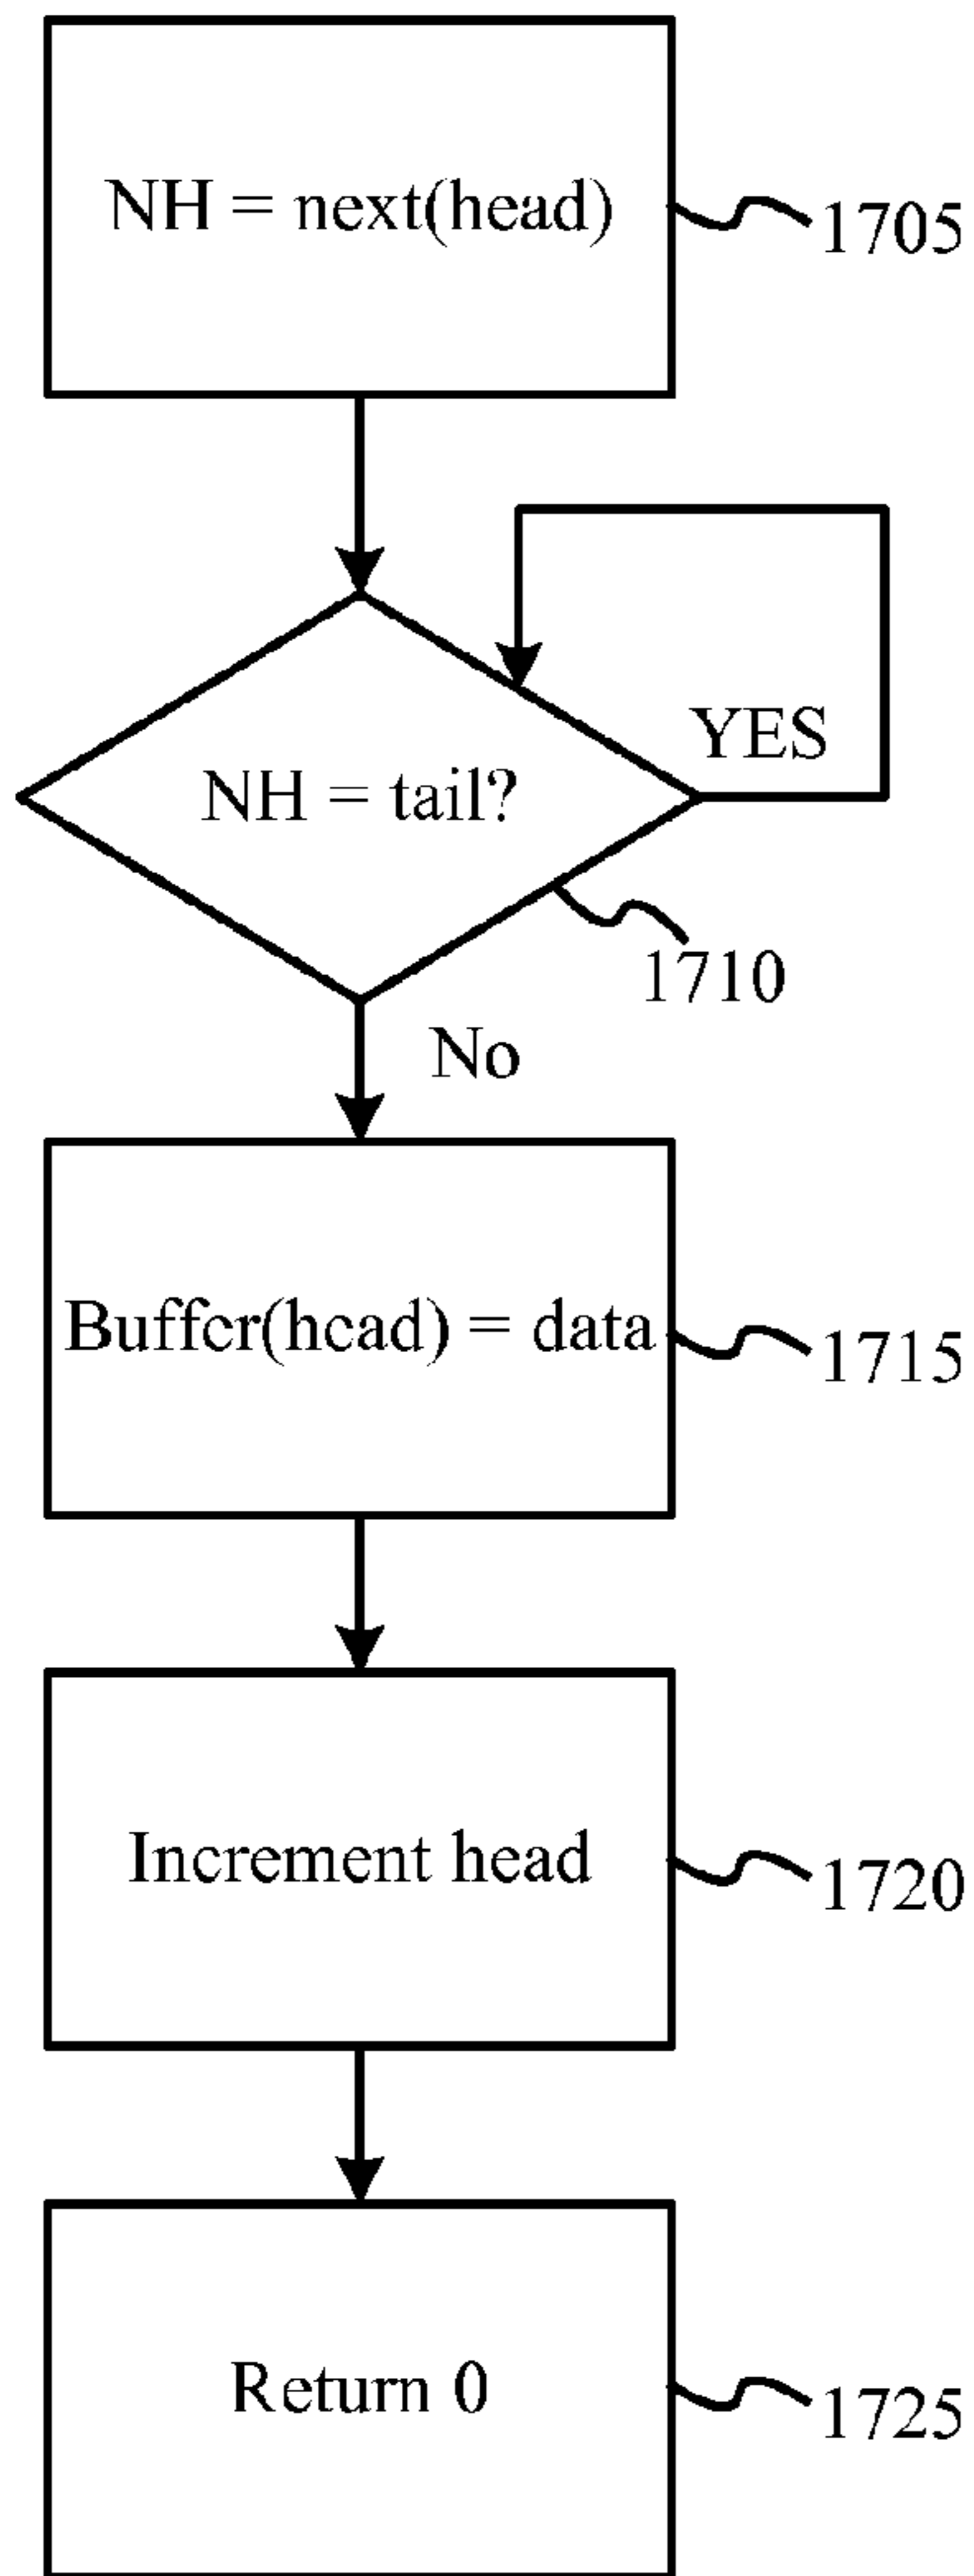 NH = next(head)
1705
YES
NH = tail?
1710
No
Buffer(head) = data
1715
Increment head
1720
Return 0
1725